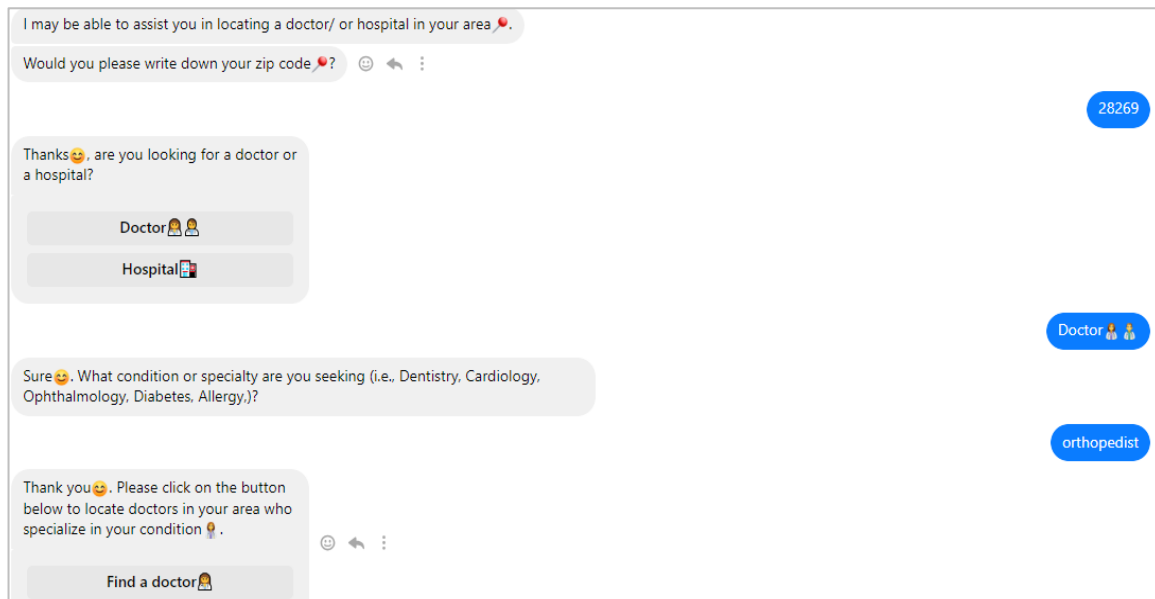 I may be able to assist you in locating a doctor/ or hospital in your area📍.
Would you please write down your zip code📍?
28269
Thanks😊, are you looking for a doctor or
a hospital?
Doctor👩‍⚕️👨‍⚕️
Hospital🏥
Doctor👩‍⚕️👨‍⚕️
Sure😊. What condition or specialty are you seeking (i.e., Dentistry, Cardiology,
Ophthalmology, Diabetes, Allergy,)?
orthopedist
Thank you😊. Please click on the button
below to locate doctors in your area who
specialize in your condition👩‍⚕️.
Find a doctor👩‍⚕️